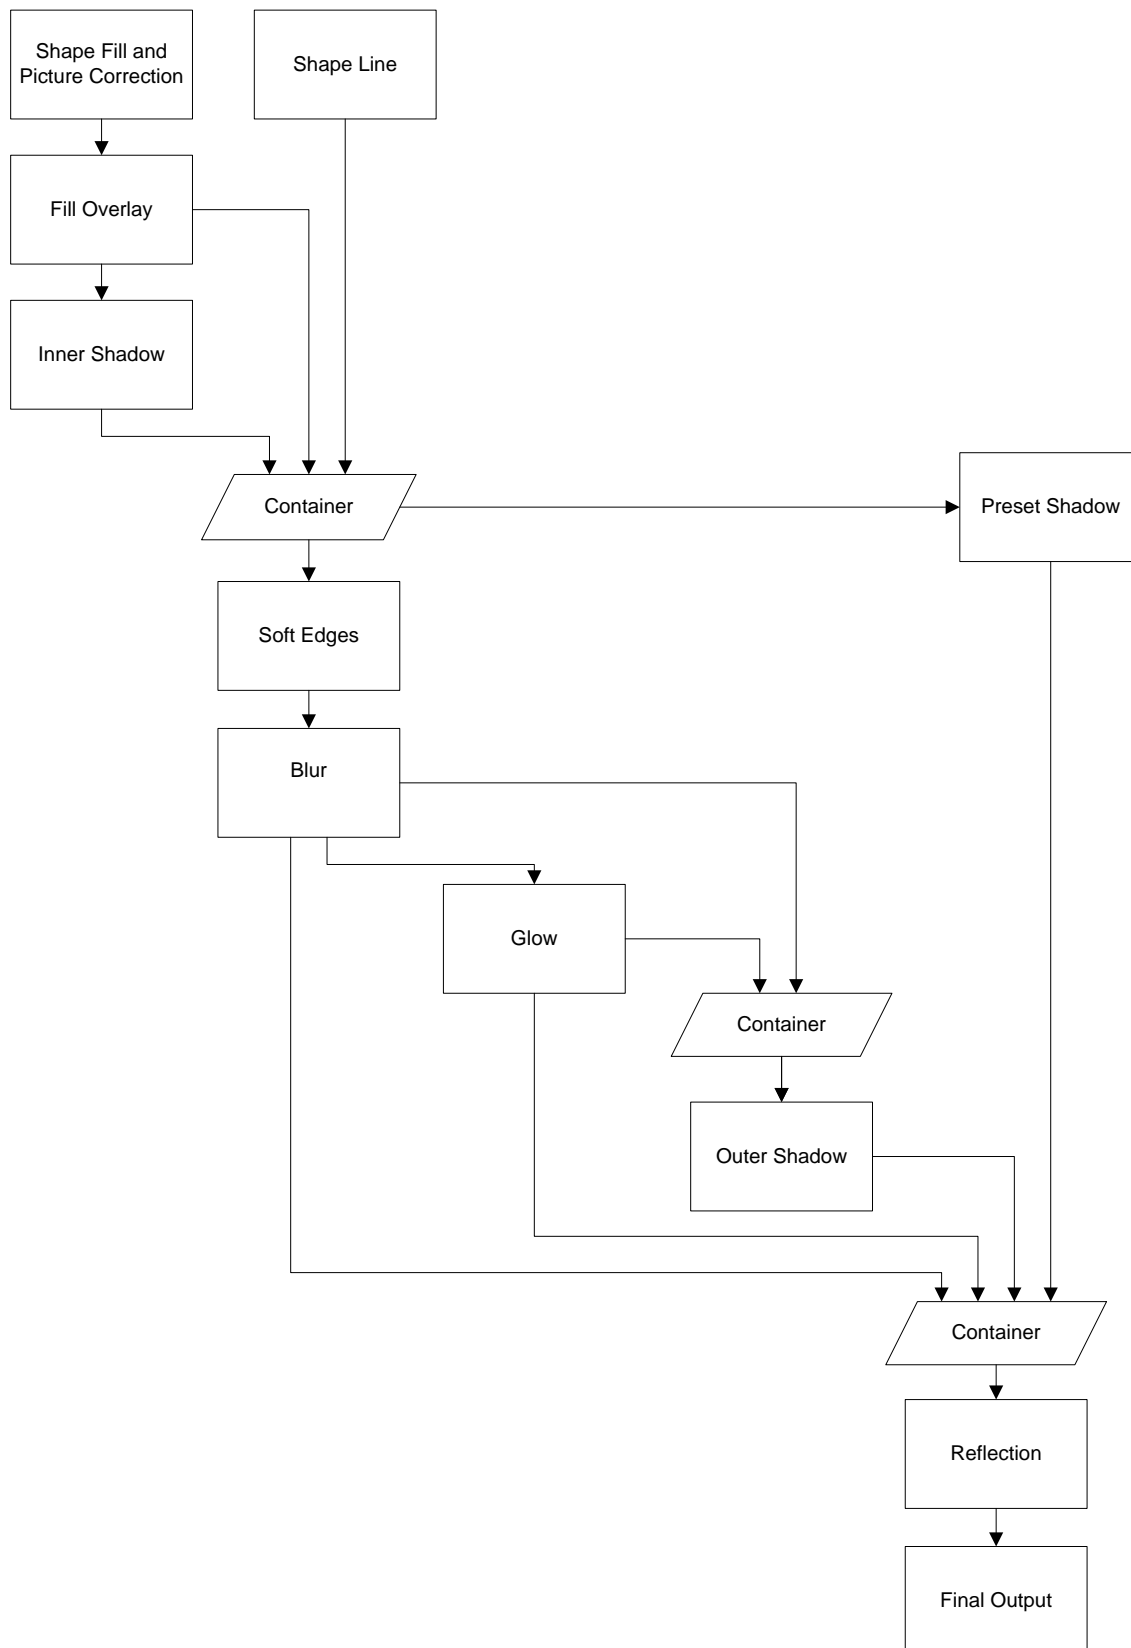 Shape Fill and
Picture Correction
Shape Line
Fill Overlay
Inner Shadow
Container
Preset Shadow
Soft Edges
Blur
Glow
Container
Outer Shadow
Container
Reflection
Final Output